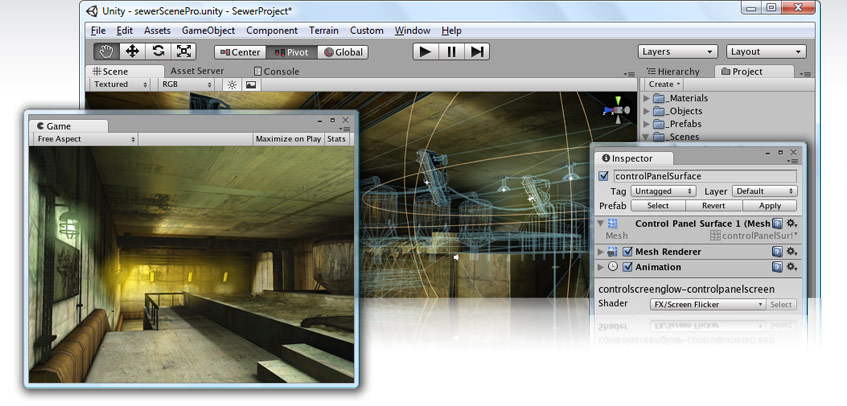 Unity - sewerScenePro.unity - SewerProject*
File Edit Assets GameObject Component Terrain Custom Window Help
Center Pivot Global Layers Layout
Scene Asset Server Console
Textured RGB
Hierarchy Project
Create
_Materials
_Objects
_Prefabs
_Scenes
Game
Free Aspect Maximize on Play Stats
Inspector
controlPanelSurface
Tag Untagged Layer Default
Prefab Select Revert Apply
Control Panel Surface 1 (Mesh
Mesh controlPanelSurf*
Mesh Renderer
Animation
controlscreenglow-controlpanelscreen
Shader FX/Screen Flicker Select